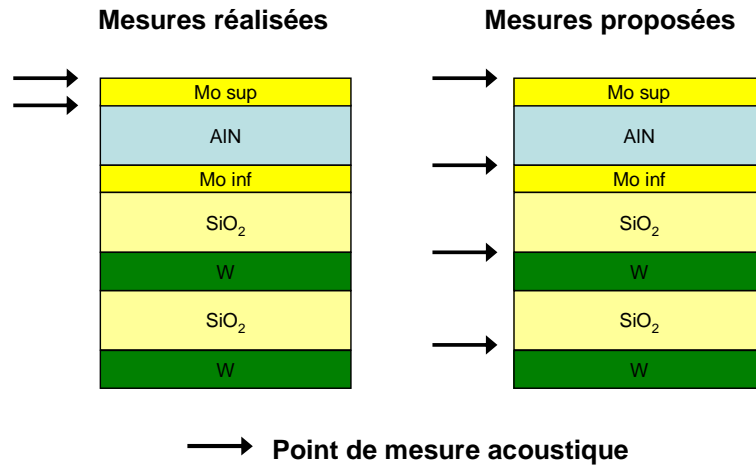 Mesures réalisées
Mo sup
AlN
Mo inf
SiO2
W
SiO2
W
Mesures proposées
Mo sup
AlN
Mo inf
SiO2
W
SiO2
W
Point de mesure acoustique